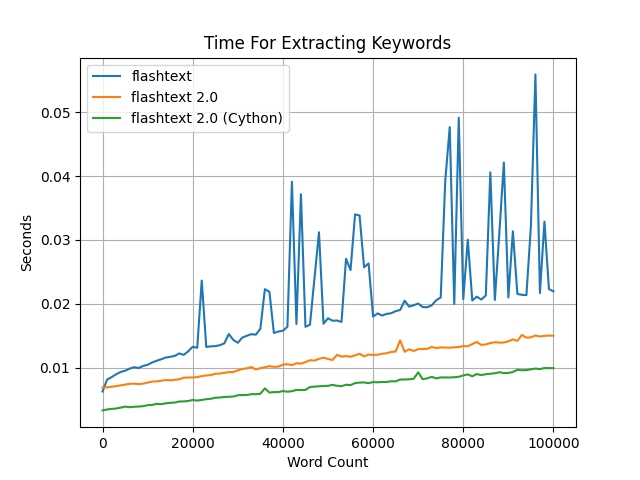 Time For Extracting Keywords
flashtext
flashtext 2.0
flashtext 2.0 (Cython)
0.05
0.04
0.03
0.02
0.01
Seconds
0 20000 40000 60000 80000 100000
Word Count